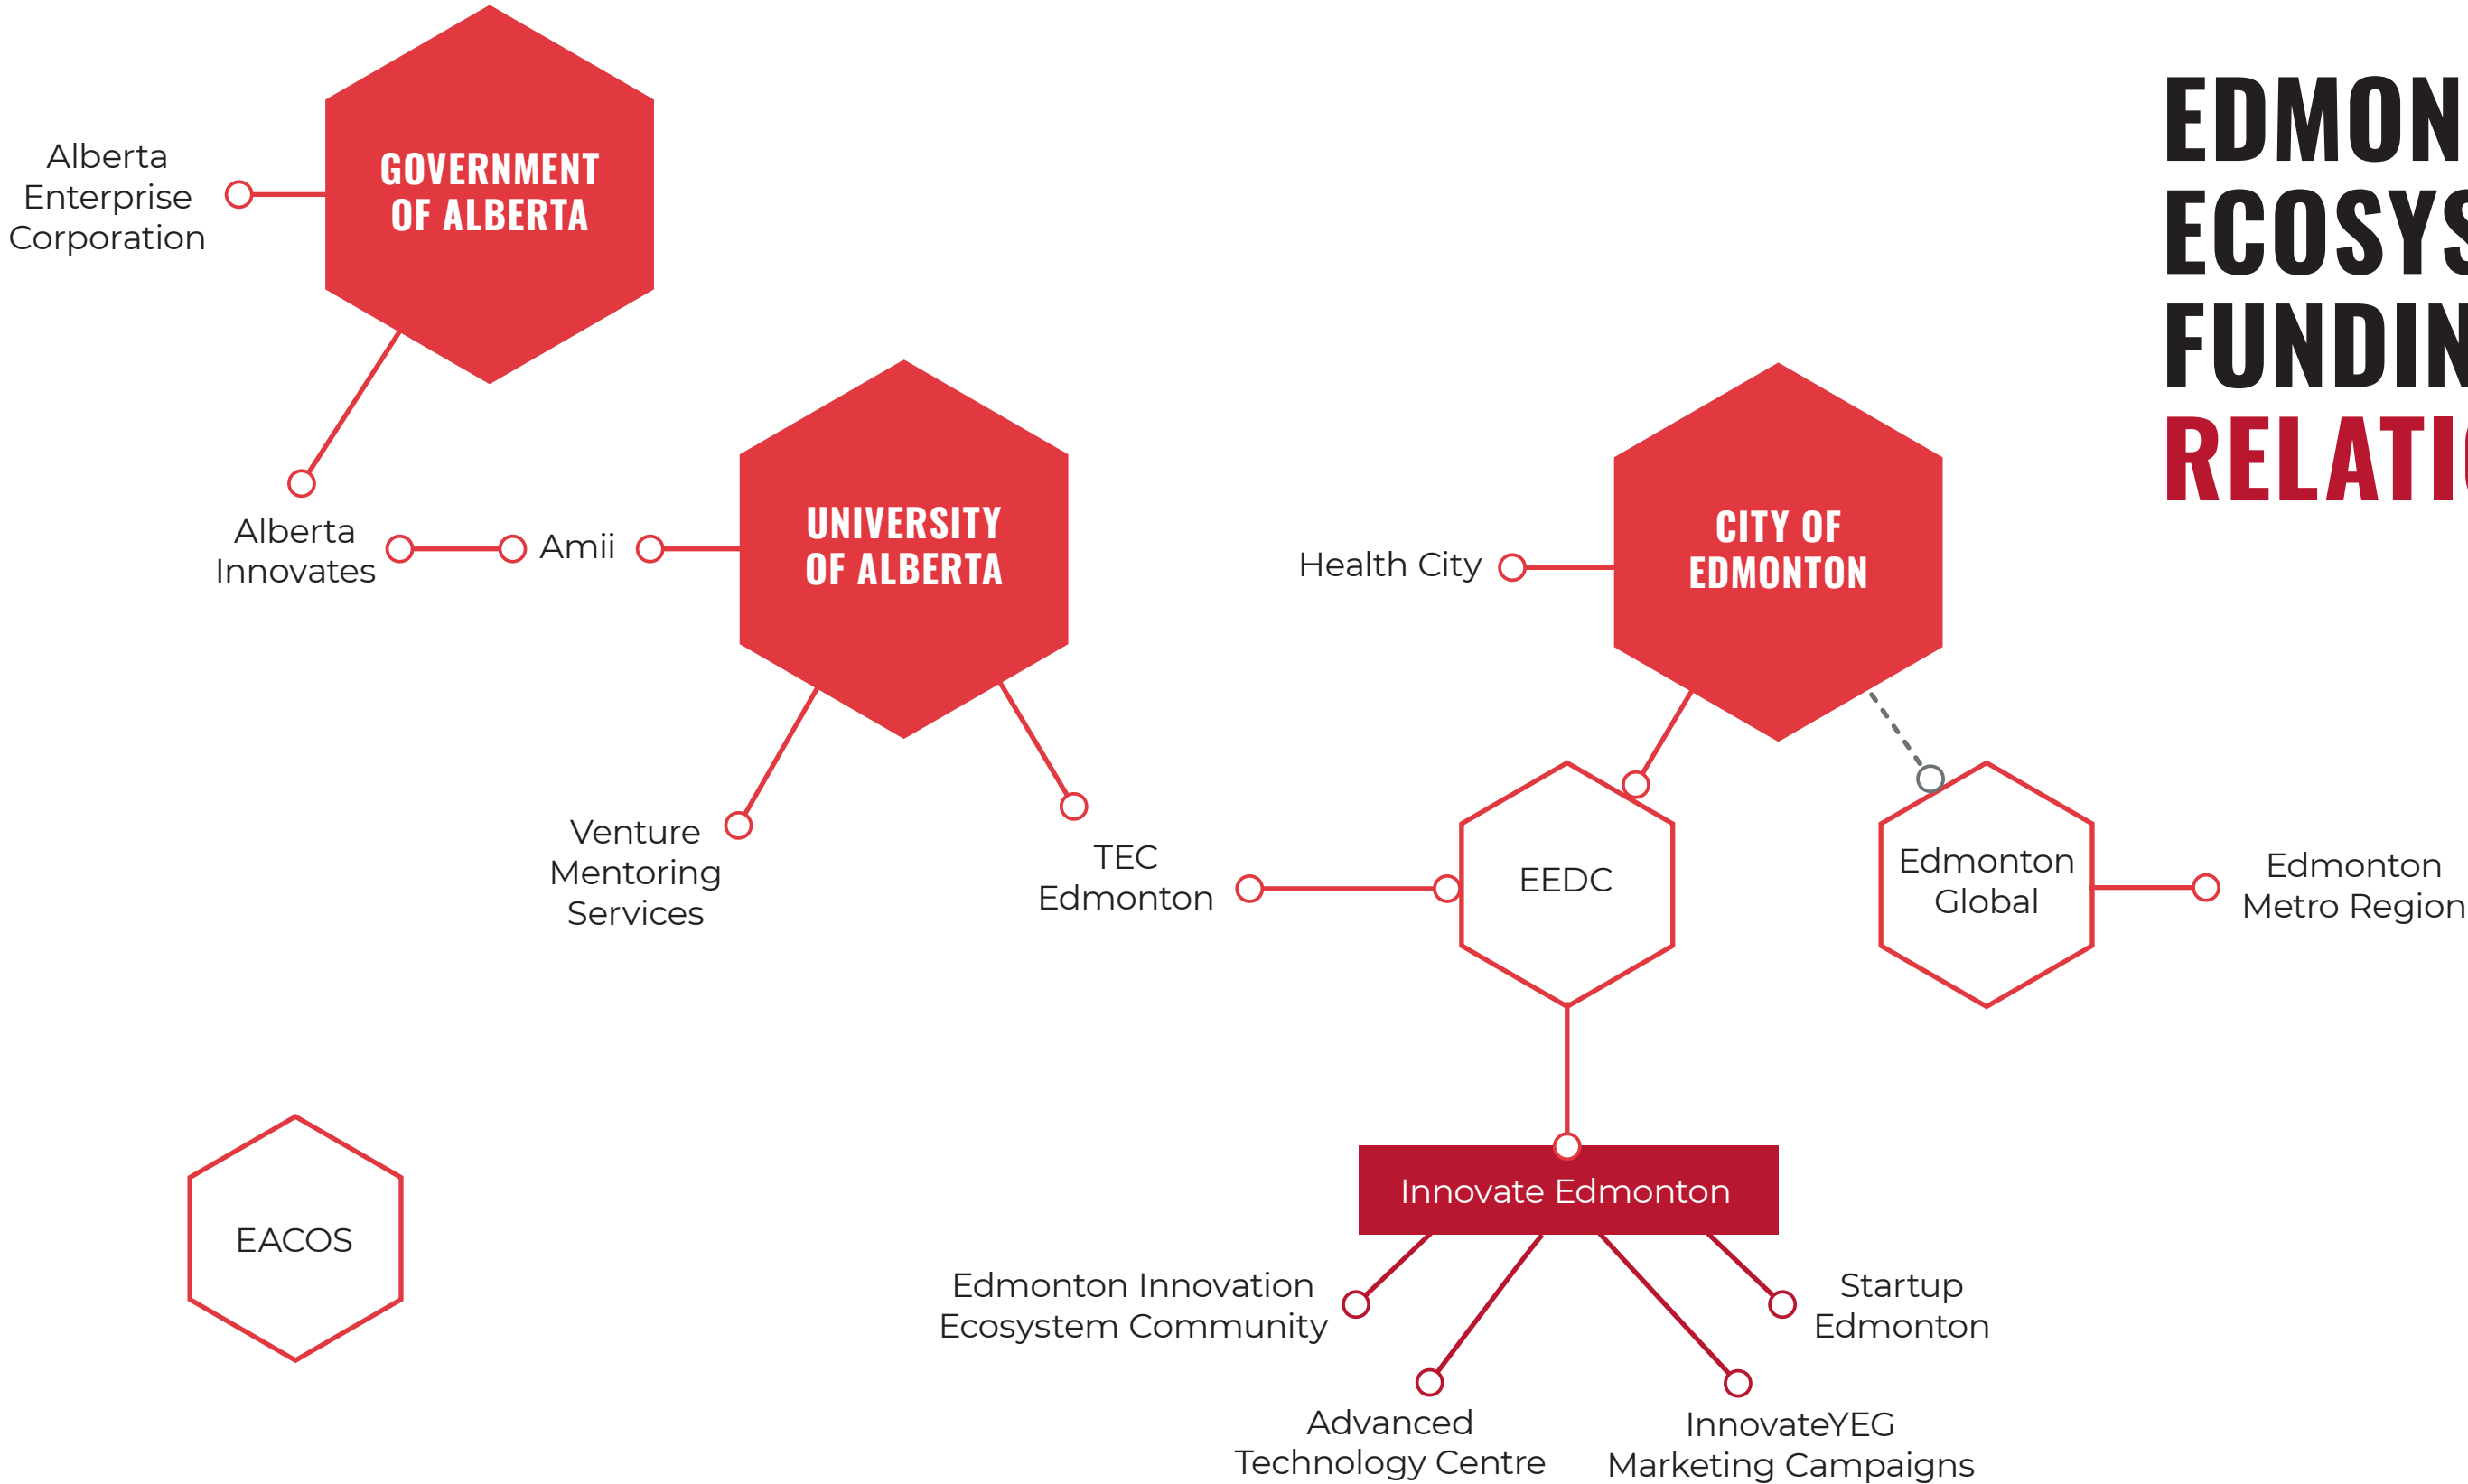 EDMON
ECOSYS
FUNDIN
RELATIO
GOVERNMENT
OF ALBERTA
Alberta
Enterprise
Corporation
Alberta
Innovates
Amii
UNIVERSITY
OF ALBERTA
Venture
Mentoring
Services
TEC
Edmonton
Health City
CITY OF
EDMONTON
EEDC
Edmonton
Global
Edmonton
Metro Region
Innovate Edmonton
Edmonton Innovation
Ecosystem Community
Startup
Edmonton
Advanced
Technology Centre
InnovateYEG
Marketing Campaigns
EACOS